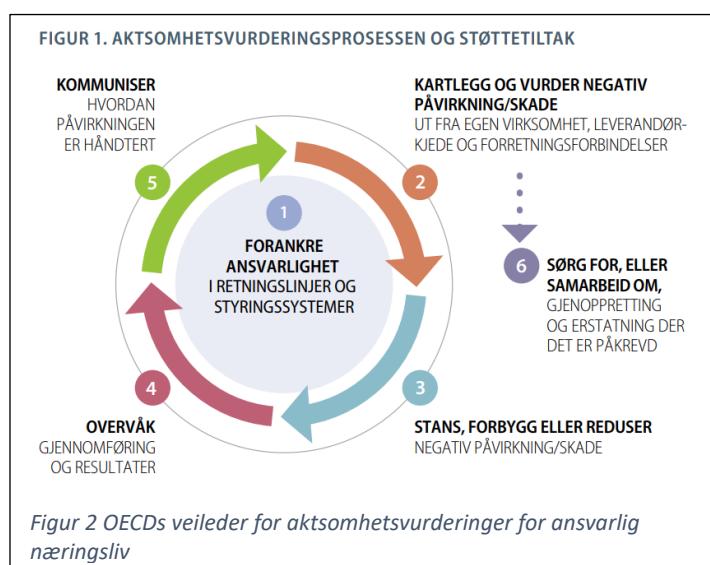 FIGUR 1. AKTSOMHETSVURDERINGSPROSESSEN OG STØTTETILTAK
KOMMUNISER
HVORDAN
PÅVIRKNINGEN
ER HÅNDTERT
5
KARTLEGG OG VURDER NEGATIV
PÅVIRKNING/SKADE
UT FRA EGEN VIRKSOMHET, LEVERANDØR-
KJEDE OG FORRETNINGSFORBINDELSER
2
1
FORANKRE
ANSVARLIGHET
I RETNINGSLINJER OG
STYRINGSSYSTEMER
6
SØRG FOR, ELLER
SAMARBEID OM,
GJENOPPRETTING
OG ERSTATNING DER
DET ER PÅKREVD
4
OVERVÅK
GJENNOMFØRING
OG RESULTATER
3
STANS, FORBYGG ELLER REDUSER
NEGATIV PÅVIRKNING/SKADE
Figur 2 OECDs veileder for aktsomhetsvurderinger for ansvarlig
næringsliv